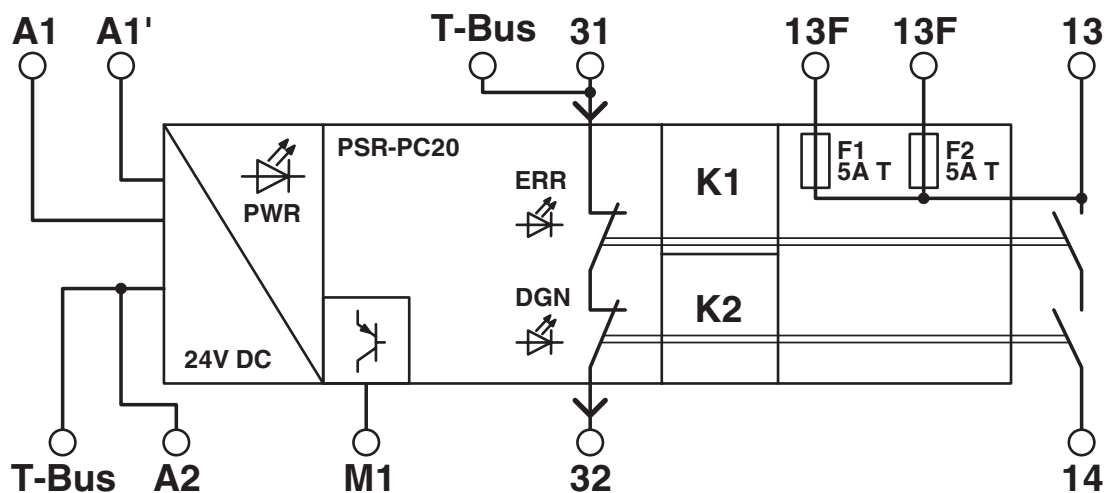 A1 A1' T-Bus 31 13F 13F 13
PSR-PC20
PWR
ERR
DGN
K1
K2
F1
5A T
F2
5A T
24V DC
T-Bus A2 M1 32 14